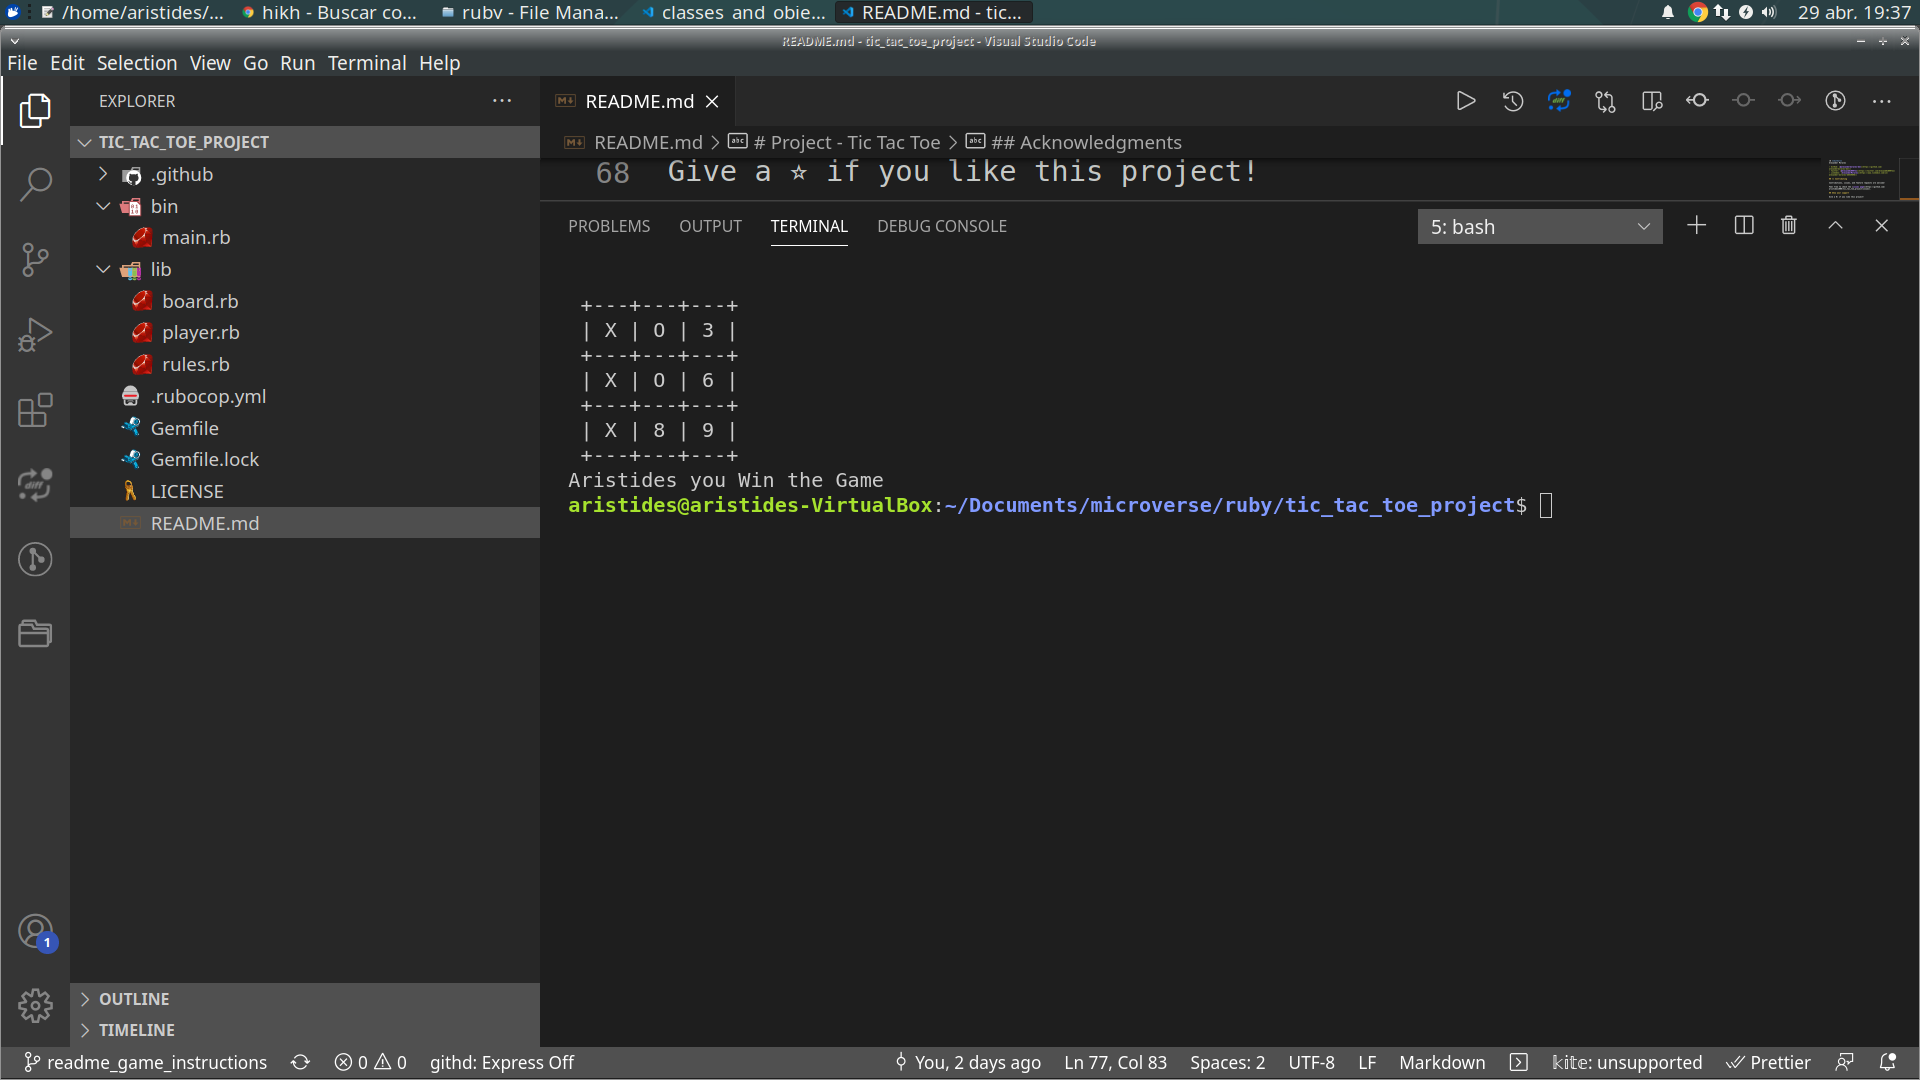 /home/aristides/... hikh - Buscar co... ruby - File Mana... classes and obje... README.md - tic... 29 abr. 19:37
README.md - tic_tac_toe_project - Visual Studio Code
File Edit Selection View Go Run Terminal Help
EXPLORER
TIC_TAC_TOE_PROJECT
.github
bin
main.rb
lib
board.rb
player.rb
rules.rb
.rubocop.yml
Gemfile
Gemfile.lock
LICENSE
README.md
OUTLINE
TIMELINE
README.md
README.md > # Project - Tic Tac Toe > ## Acknowledgments
68 Give a ☆ if you like this project!
PROBLEMS OUTPUT TERMINAL DEBUG CONSOLE 5: bash
+---+---+---+
| X | O | 3 |
+---+---+---+
| X | O | 6 |
+---+---+---+
| X | 8 | 9 |
+---+---+---+
Aristides you Win the Game
aristides@aristides-VirtualBox:~/Documents/microverse/ruby/tic_tac_toe_project$
1
readme_game_instructions 0 0 githd: Express Off You, 2 days ago Ln 77, Col 83 Spaces: 2 UTF-8 LF Markdown kite: unsupported Prettier